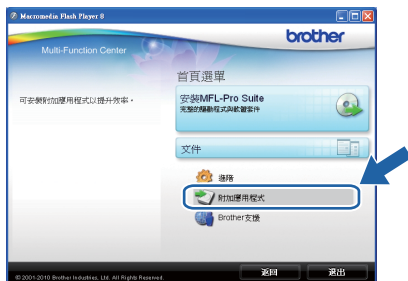 Macromedia Flash Player 8
brother
Multi-Function Center
首頁選單
可安裝附加應用程式以提升效率。
安裝MFL-Pro Suite
完整的驅動程式與軟體套件
文件
進階
附加應用程式
Brother支援
© 2001-2010 Brother Industries, Ltd. All Rights Reserved.
返回
退出